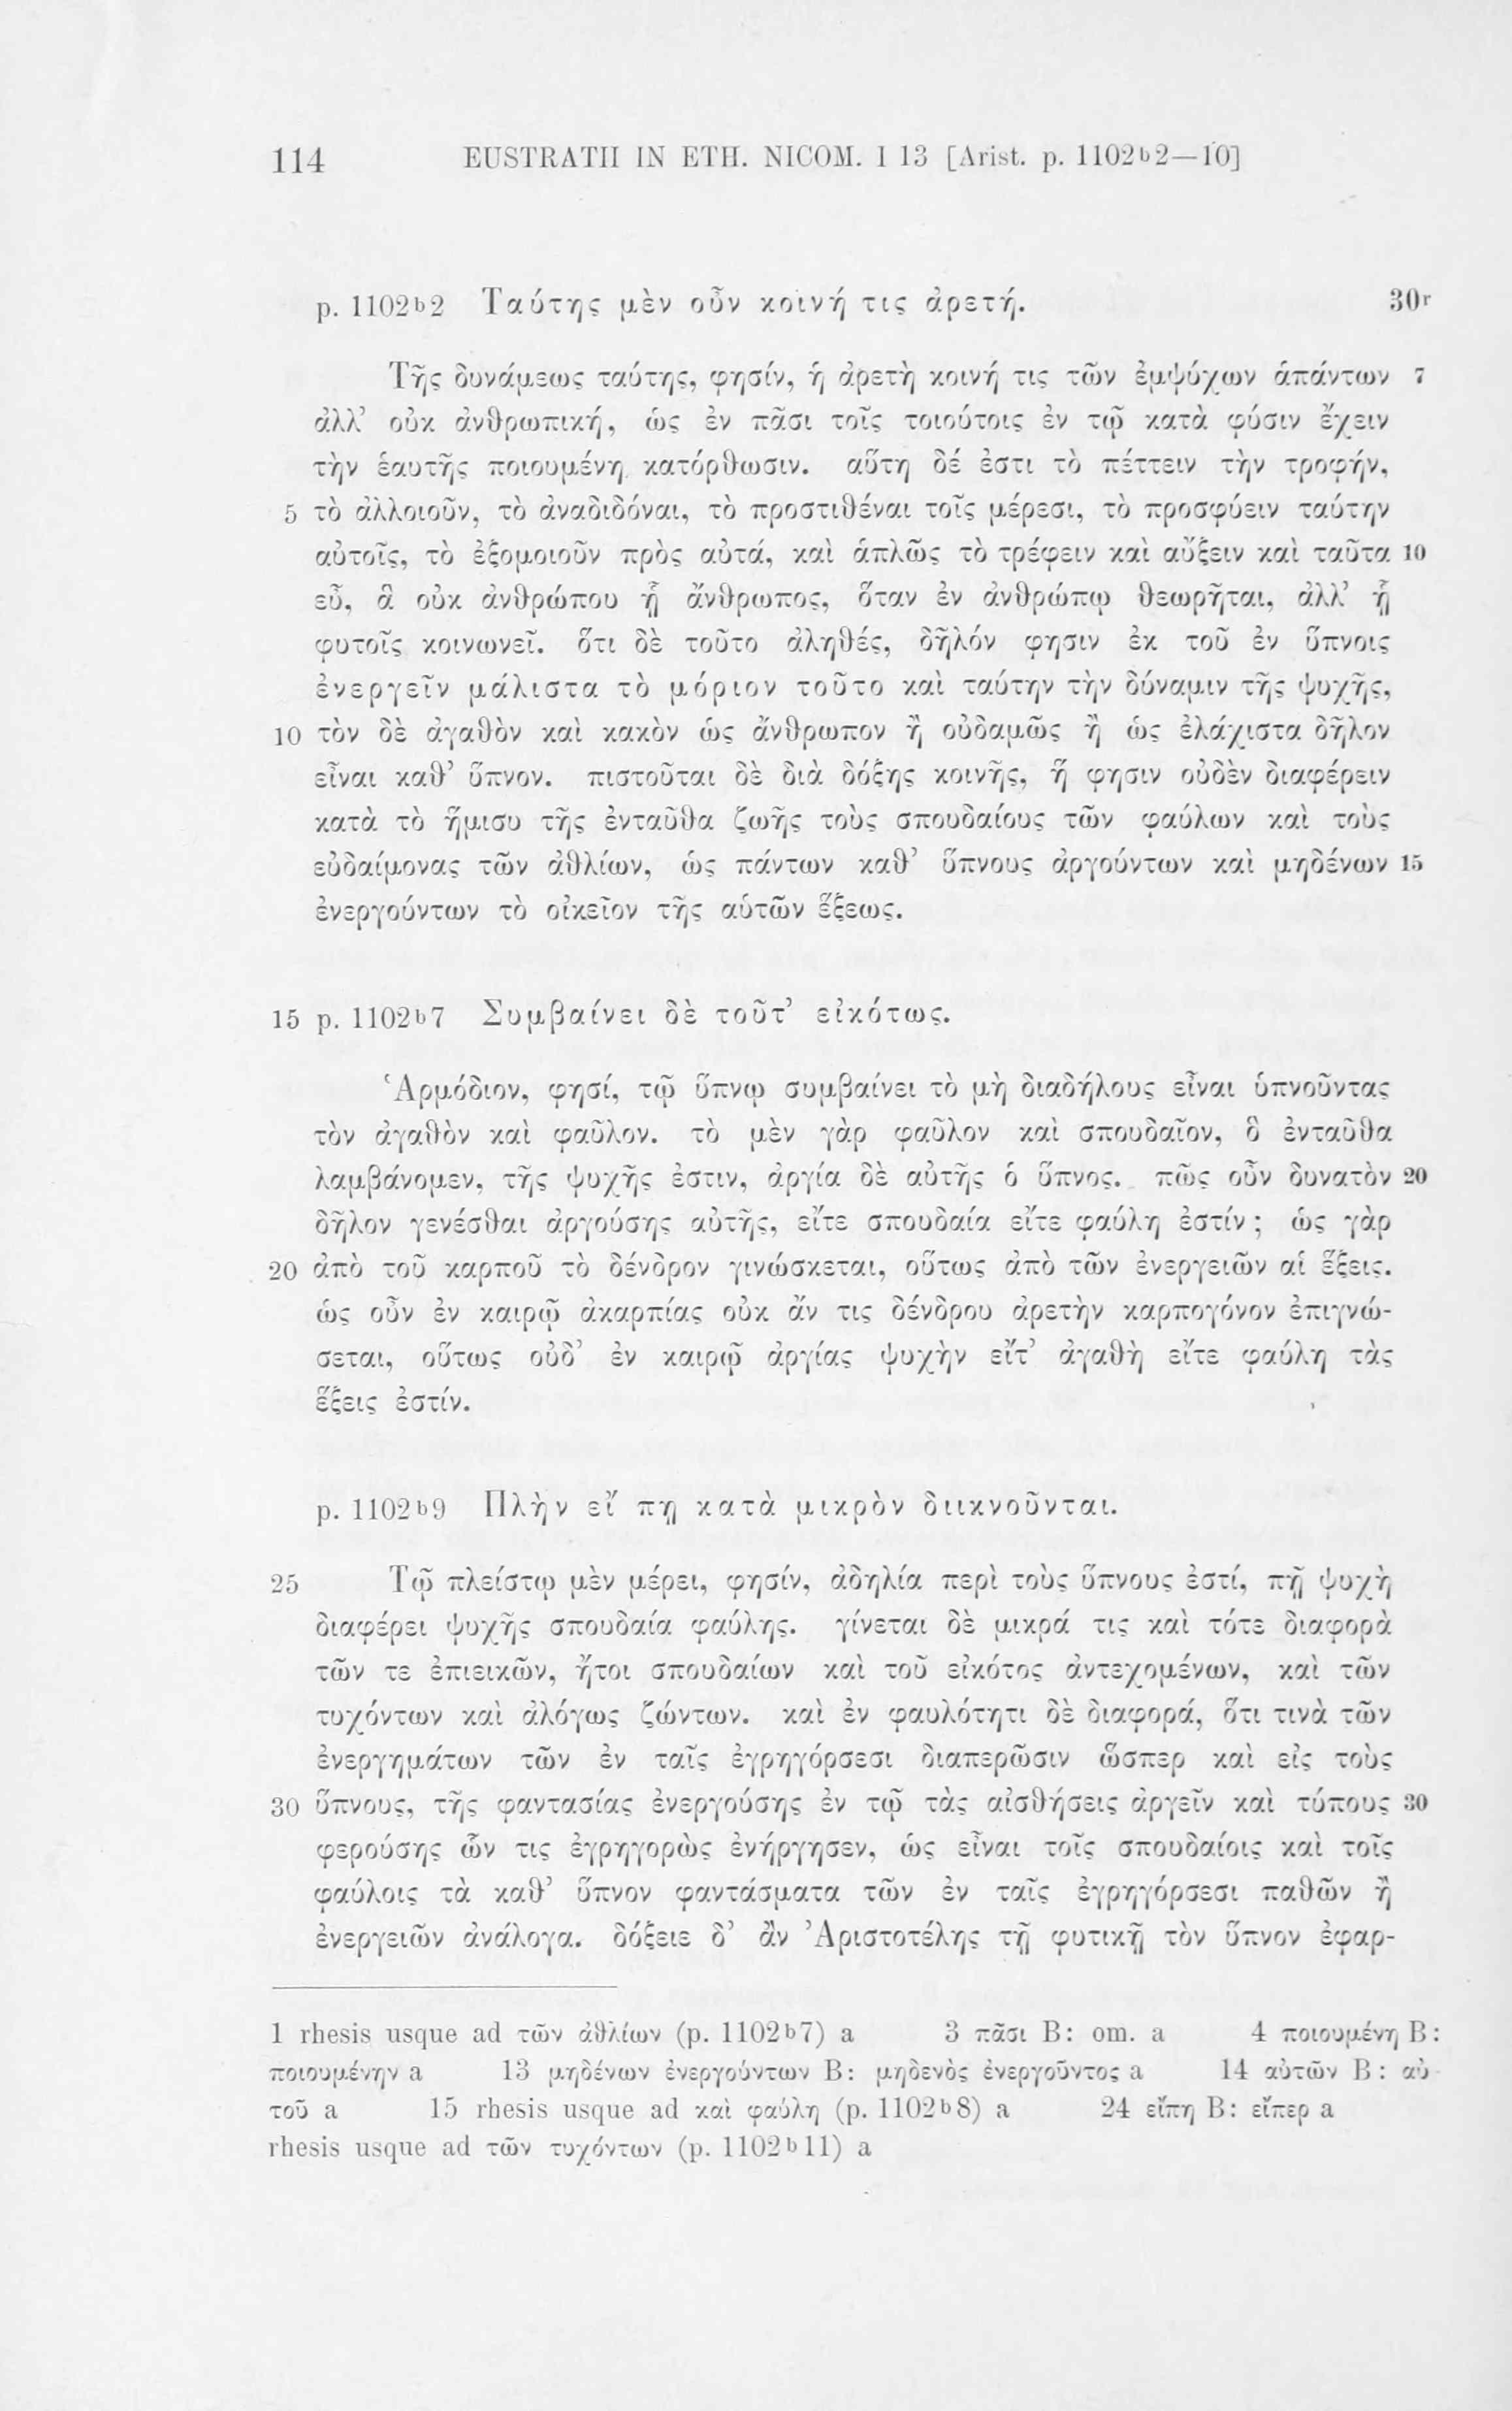 114 EUSTRATII IN ETH. NICOM. I 13 [Arist. p. 1102b2—10]
p. 1102b2 Ταύτης μὲν οὖν κοινή τις ἀρετή. 30r
Τῆς δυνάμεως ταύτης, φησίν, ἡ ἀρετὴ κοινή τις τῶν ἐμψύχων ἁπάντων 7
ἀλλ’ οὐκ ἀνθρωπική, ὡς ἐν πᾶσι τοῖς τοιούτοις ἐν τῷ κατὰ φύσιν ἔχειν
τὴν ἑαυτῆς ποιουμένη κατόρθωσιν. αὕτη δέ ἐστι τὸ πέττειν τὴν τροφήν,
5 τὸ ἀλλοιοῦν, τὸ ἀναδιδόναι, τὸ προστιθέναι τοῖς μέρεσι, τὸ προσφύειν ταύτην
αὐτοῖς, τὸ ἐξομοιοῦν πρὸς αὐτά, καὶ ἁπλῶς τὸ τρέφειν καὶ αὔξειν καὶ ταῦτα 10
εὖ, ἃ οὐκ ἀνθρώπου ᾗ ἄνθρωπος, ὅταν ἐν ἀνθρώπῳ θεωρῆται, ἀλλ’ ᾗ
φυτοῖς κοινωνεῖ. ὅτι δὲ τοῦτο ἀληθές, δῆλόν φησιν ἐκ τοῦ ἐν ὕπνοις
ἐνεργεῖν μάλιστα τὸ μόριον τοῦτο καὶ ταύτην τὴν δύναμιν τῆς ψυχῆς,
10 τὸν δὲ ἀγαθὸν καὶ κακὸν ὡς ἄνθρωπον ἢ οὐδαμῶς ἢ ὡς ἐλάχιστα δῆλον
εἶναι καθ’ ὕπνον. πιστοῦται δὲ διὰ δόξης κοινῆς, ἥ φησιν οὐδὲν διαφέρειν
κατὰ τὸ ἥμισυ τῆς ἐνταῦθα ζωῆς τοὺς σπουδαίους τῶν φαύλων καὶ τοὺς
εὐδαίμονας τῶν ἀθλίων, ὡς πάντων καθ’ ὕπνους ἀργούντων καὶ μηδένων 15
ἐνεργούντων τὸ οἰκεῖον τῆς αὑτῶν ἕξεως.
15 p. 1102b7 Συμβαίνει δὲ τοῦτ’ εἰκότως.
Ἁρμόδιον, φησί, τῷ ὕπνῳ συμβαίνει τὸ μὴ διαδήλους εἶναι ὑπνοῦντας
τὸν ἀγαθὸν καὶ φαῦλον. τὸ μὲν γὰρ φαῦλον καὶ σπουδαῖον, ὃ ἐνταῦθα
λαμβάνομεν, τῆς ψυχῆς ἐστιν, ἀργία δὲ αὐτῆς ὁ ὕπνος. πῶς οὖν δυνατὸν 20
δῆλον γενέσθαι ἀργούσης αὐτῆς, εἴτε σπουδαία εἴτε φαύλη ἐστίν; ὡς γὰρ
20 ἀπὸ τοῦ καρποῦ τὸ δένδρον γινώσκεται, οὕτως ἀπὸ τῶν ἐνεργειῶν αἱ ἕξεις.
ὡς οὖν ἐν καιρῷ ἀκαρπίας οὐκ ἄν τις δένδρου ἀρετὴν καρπογόνον ἐπιγνώ-
σεται, οὕτως οὐδ’ ἐν καιρῷ ἀργίας ψυχὴν εἴτ’ ἀγαθὴ εἴτε φαύλη τὰς
ἕξεις ἐστίν.
p. 1102b9 Πλὴν εἴ πῃ κατὰ μικρὸν διικνοῦνται.
25 Τῷ πλείστῳ μὲν μέρει, φησίν, ἀδηλία περὶ τοὺς ὕπνους ἐστί, πῇ ψυχὴ
διαφέρει ψυχῆς σπουδαία φαύλης. γίνεται δὲ μικρά τις καὶ τότε διαφορὰ
τῶν τε ἐπιεικῶν, ἤτοι σπουδαίων καὶ τοῦ εἰκότος ἀντεχομένων, καὶ τῶν
τυχόντων καὶ ἀλόγως ζώντων. καὶ ἐν φαυλότητι δὲ διαφορά, ὅτι τινὰ τῶν
ἐνεργημάτων τῶν ἐν ταῖς ἐγρηγόρσεσι διαπερῶσιν ὥσπερ καὶ εἰς τοὺς
30 ὕπνους, τῆς φαντασίας ἐνεργούσης ἐν τῷ τὰς αἰσθήσεις ἀργεῖν καὶ τύπους 30
φερούσης ὧν τις ἐγρηγορὼς ἐνήργησεν, ὡς εἶναι τοῖς σπουδαίοις καὶ τοῖς
φαύλοις τὰ καθ’ ὕπνον φαντάσματα τῶν ἐν ταῖς ἐγρηγόρσεσι παθῶν ἢ
ἐνεργειῶν ἀνάλογα. δόξειε δ’ ἂν Ἀριστοτέλης τῇ φυτικῇ τὸν ὕπνον ἐφαρ-
1 rhesis usque ad τῶν ἀθλίων (p. 1102b7) a 3 πᾶσι B: om. a 4 ποιουμένη B:
ποιουμένην a 13 μηδένων ἐνεργούντων B: μηδενὸς ἐνεργοῦντος a 14 αὑτῶν B: αὑ-
τοῦ a 15 rhesis usque ad καὶ φαύλη (p. 1102b8) a 24 εἴπη B: εἴπερ a
rhesis usque ad τῶν τυχόντων (p. 1102b11) a